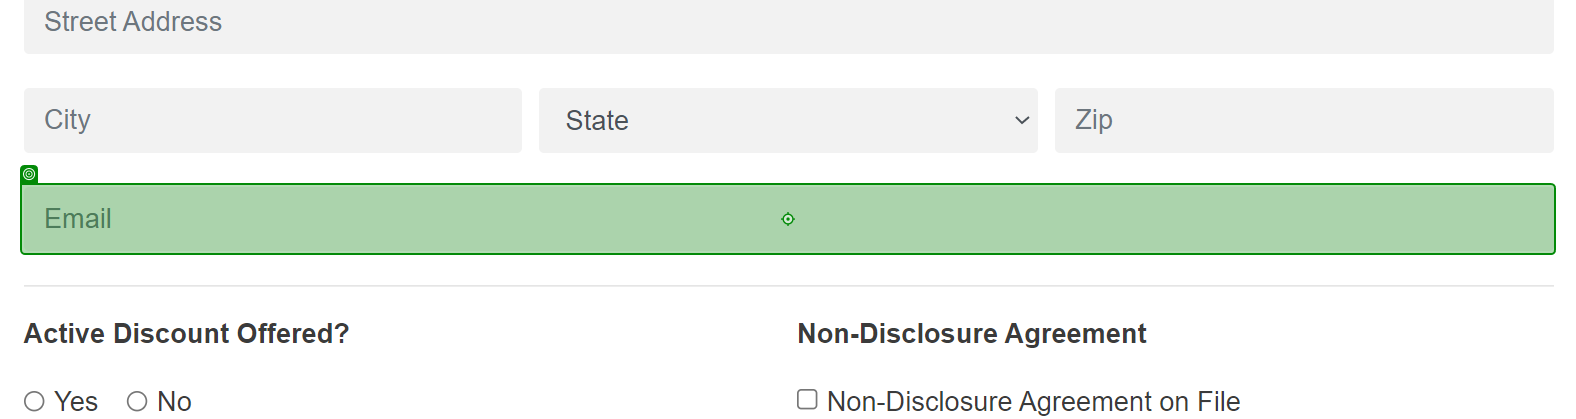 Street Address
City State Zip
Email
Active Discount Offered? Non-Disclosure Agreement
Yes No Non-Disclosure Agreement on File